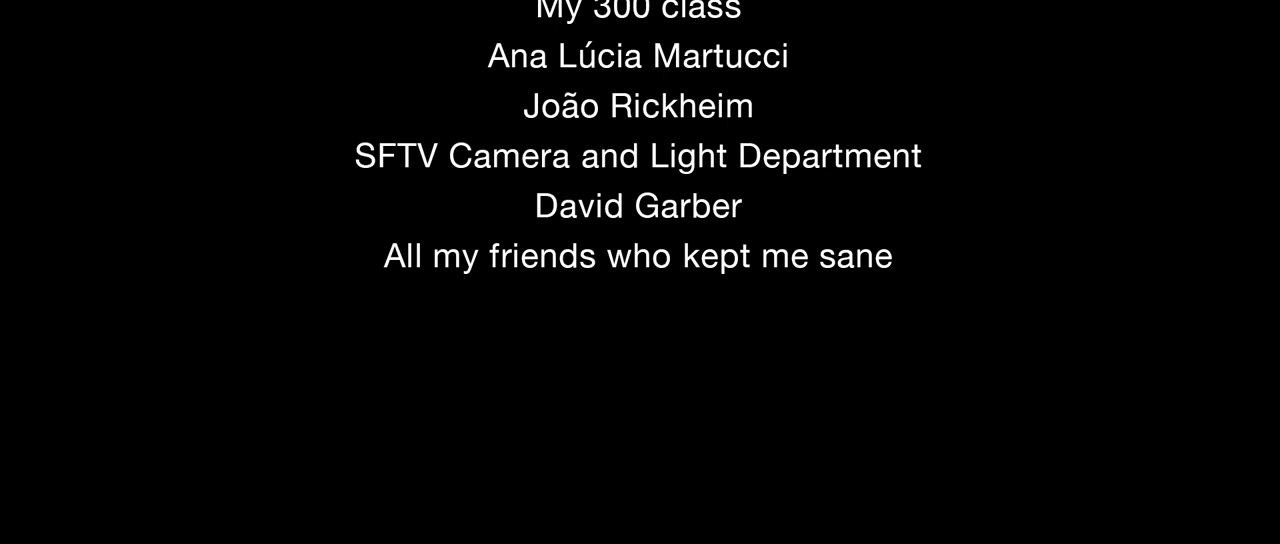 My 300 class
Ana Lúcia Martucci
João Rickheim
SFTV Camera and Light Department
David Garber
All my friends who kept me sane